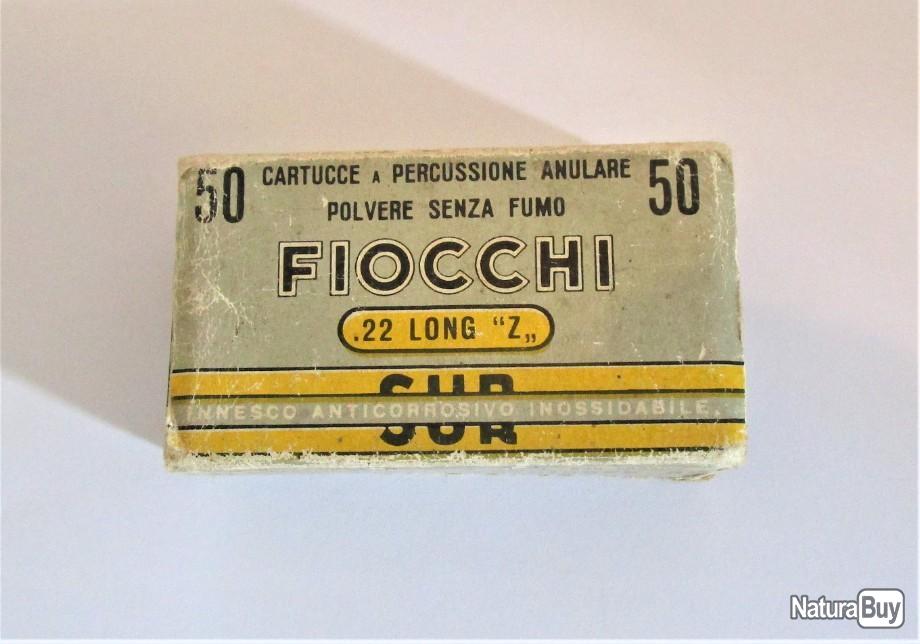 50 CARTUCCE A PERCUSSIONE ANULARE 50
POLVERE SENZA FUMO
FIOCCHI
.22 LONG “Z„
SUR
INNESCO ANTICORROSIVO INOSSIDABILE.
NaturaBuy